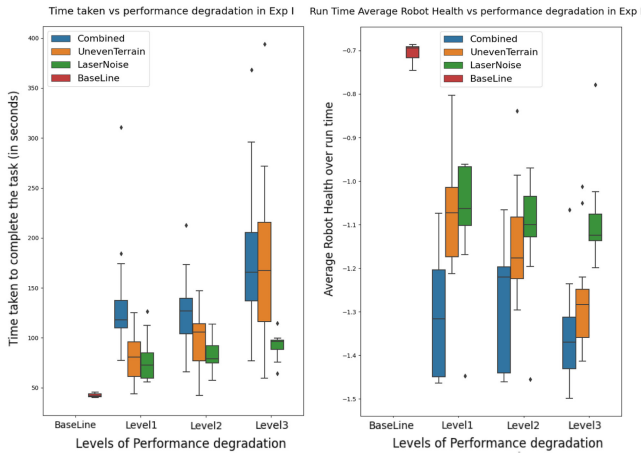 Time taken vs performance degradation in Exp I
Combined
UnevenTerrain
LaserNoise
BaseLine
400
350
300
250
200
150
100
50
Time taken to complete the task (in seconds)
BaseLine
Level1
Level2
Level3
Levels of Performance degradation
Run Time Average Robot Health vs performance degradation in Exp I
Combined
UnevenTerrain
LaserNoise
BaseLine
−0.7
−0.8
−0.9
−1.0
−1.1
−1.2
−1.3
−1.4
−1.5
Average Robot Health over run time
BaseLine
Level1
Level2
Level3
Levels of Performance degradation